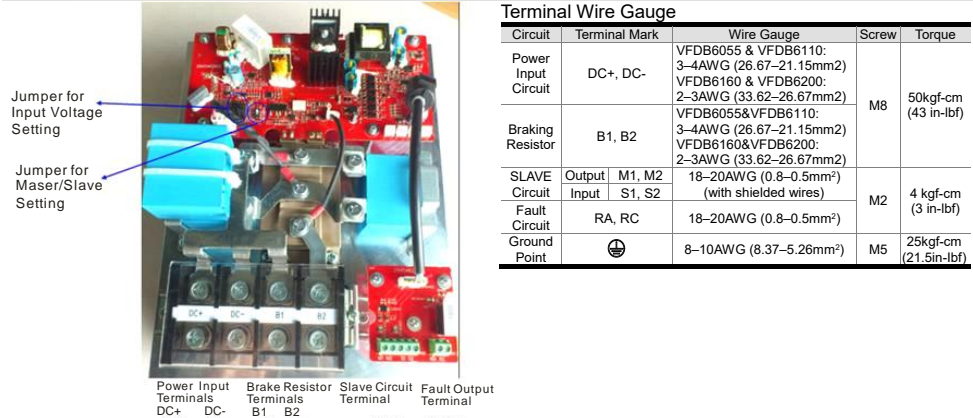 Jumper for
Input Voltage
Setting
Jumper for
Maser/Slave
Setting
DC+ DC- B1 B2
Power Input
Terminals
DC+ DC-
Brake Resistor
Terminals
B1 B2
Slave Circuit
Terminal
Fault Output
Terminal
Terminal Wire Gauge
Circuit Terminal Mark Wire Gauge Screw Torque
Power
Input
Circuit
DC+, DC-
VFDB6055 & VFDB6110:
3–4AWG (26.67–21.15mm2)
VFDB6160 & VFDB6200:
2–3AWG (33.62–26.67mm2)
Braking
Resistor
B1, B2
VFDB6055&VFDB6110:
3–4AWG (26.67–21.15mm2)
VFDB6160&VFDB6200:
2–3AWG (33.62–26.67mm2)
M8
50kgf-cm
(43 in-lbf)
SLAVE
Circuit
Output M1, M2
Input S1, S2
18–20AWG (0.8–0.5mm²)
(with shielded wires)
Fault
Circuit
RA, RC
18–20AWG (0.8–0.5mm²)
M2
4 kgf-cm
(3 in-lbf)
Ground
Point
8–10AWG (8.37–5.26mm²)
M5
25kgf-cm
(21.5in-lbf)